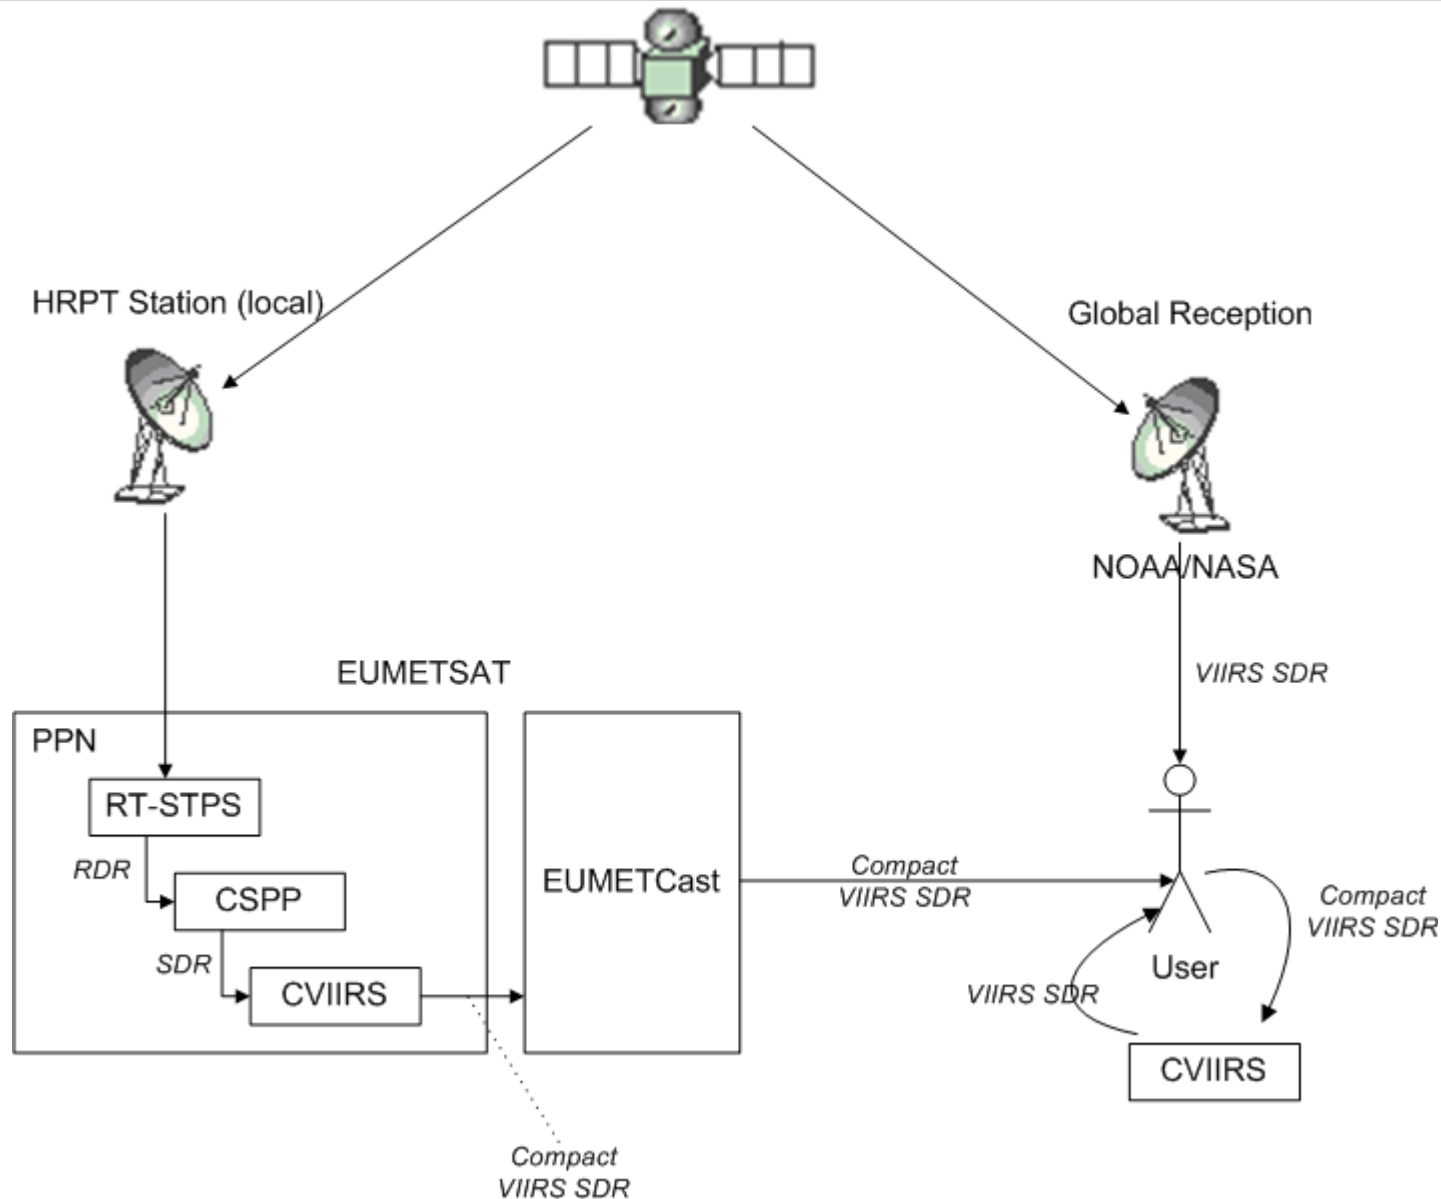 HRPT Station (local)
Global Reception
NOAA/NASA
VIIRS SDR
EUMETSAT
PPN
RT-STPS
RDR
CSPP
SDR
CVIIRS
EUMETCast
Compact
VIIRS SDR
Compact
VIIRS SDR
User
Compact
VIIRS SDR
VIIRS SDR
CVIIRS